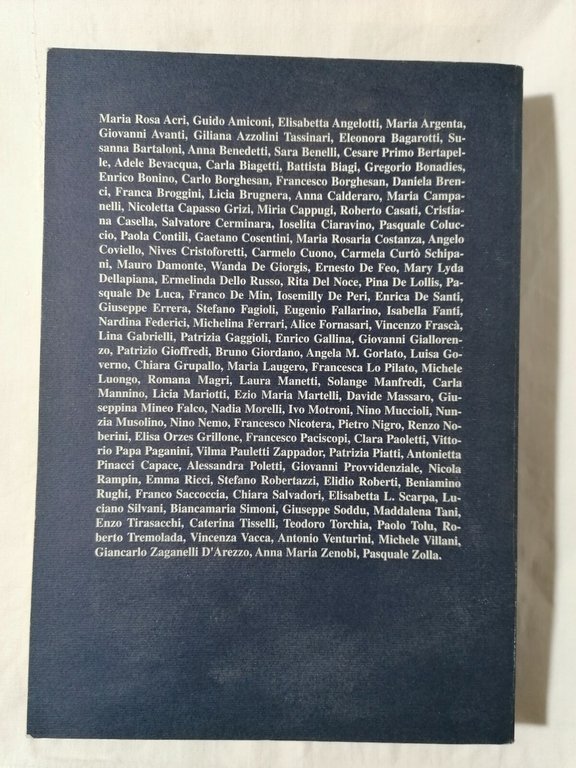 Maria Rosa Acri, Guido Amiconi, Elisabetta Angelotti, Maria Argenta,
Giovanni Avanti, Giliana Azzolini Tassinari, Eleonora Bagarotti, Su-
sanna Bartaloni, Anna Benedetti, Sara Benelli, Cesare Primo Bertapel-
le, Adele Bevacqua, Carla Biagetti, Battista Biagi, Gregorio Bonadies,
Enrico Bonino, Carlo Borghesan, Francesco Borghesan, Daniela Bren-
ci, Franca Broggini, Licia Brugnera, Anna Calderaro, Maria Campa-
nelli, Nicoletta Capasso Grizi, Miria Cappugi, Roberto Casati, Cristia-
na Casella, Salvatore Cerminara, Ioselita Ciaravino, Pasquale Coluc-
cio, Paola Contili, Gaetano Cosentini, Maria Rosaria Costanza, Angelo
Coviello, Nives Cristoforetti, Carmelo Cuono, Carmela Curtò Schipa-
ni, Mauro Damonte, Wanda De Giorgis, Ernesto De Feo, Mary Lyda
Dellapiana, Ermelinda Dello Russo, Rita Del Noce, Pina De Lollis, Pa-
squale De Luca, Franco De Min, Iosemilly De Peri, Enrica De Santi,
Giuseppe Errera, Stefano Fagioli, Eugenio Fallarino, Isabella Fanti,
Nardina Federici, Michelina Ferrari, Alice Fornasari, Vincenzo Frascà,
Lina Gabrielli, Patrizia Gaggioli, Enrico Gallina, Giovanni Gialloren-
zo, Patrizio Gioffredi, Bruno Giordano, Angela M. Gorlato, Luisa Go-
verno, Chiara Grupallo, Maria Laugero, Francesca Lo Pilato, Michele
Luongo, Romana Magri, Laura Manetti, Solange Manfredi, Carla
Mannino, Licia Mariotti, Ezio Maria Martelli, Davide Massaro, Giu-
seppina Mineo Falco, Nadia Morelli, Ivo Motroni, Nino Muccioli, Nun-
zia Musolino, Nino Nemo, Francesco Nicotera, Pietro Nigro, Renzo No-
berini, Elisa Orzes Grillone, Francesco Paciscopi, Clara Paoletti, Vitto-
rio Papa Paganini, Vilma Pauletti Zappador, Patrizia Piatti, Antonietta
Pinacci Capace, Alessandra Poletti, Giovanni Provvidenziale, Nicola
Rampin, Emma Ricci, Stefano Robertazzi, Elidio Roberti, Beniamino
Rughi, Franco Saccoccia, Chiara Salvadori, Elisabetta L. Scarpa, Lu-
ciano Silvani, Biancamaria Simoni, Giuseppe Soddu, Maddalena Tani,
Enzo Tirasacchi, Caterina Tisselli, Teodoro Torchia, Paolo Tolu, Ro-
berto Tremolada, Vincenza Vacca, Antonio Venturini, Michele Villani,
Giancarlo Zaganelli D'Arezzo, Anna Maria Zenobi, Pasquale Zolla.